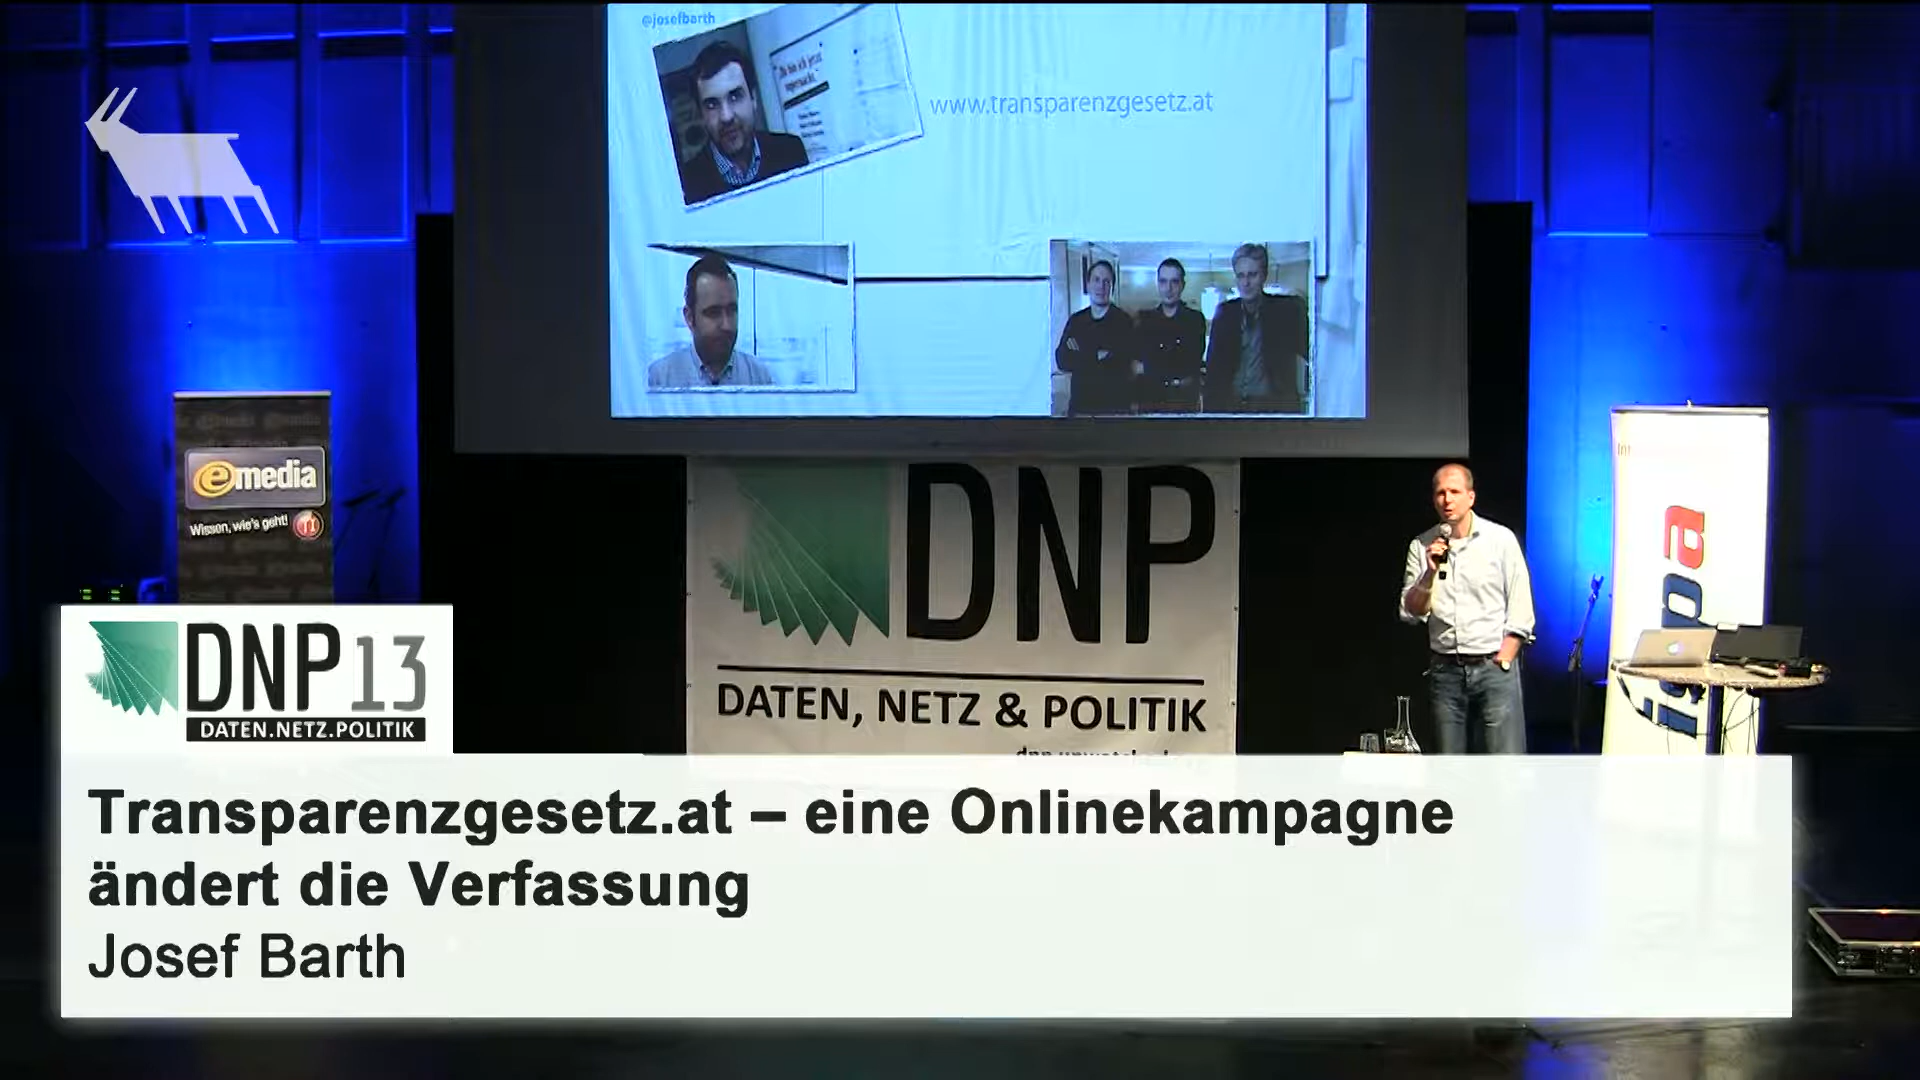 @josefbarth
www.transparenzgesetz.at
emedia
Wissen, wie's geht!
DNP
DATEN, NETZ & POLITIK
ispa
DNP13
DATEN.NETZ.POLITIK
Transparenzgesetz.at – eine Onlinekampagne
ändert die Verfassung
Josef Barth